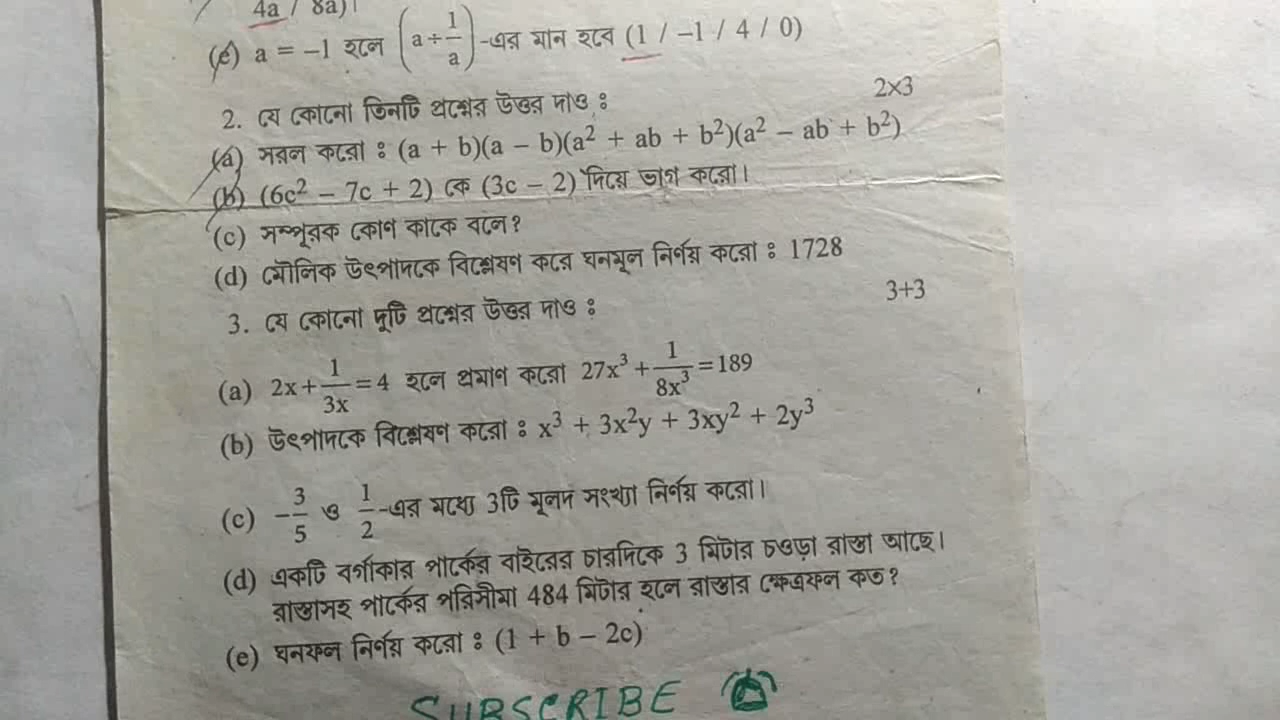 4a / 8a)।
(e) a = –1 হলে (a ÷ 1/a) -এর মান হবে (1 / –1 / 4 / 0)
2. যে কোনো তিনটি প্রশ্নের উত্তর দাও ঃ 2×3
(a) সরল করো ঃ (a + b)(a – b)(a² + ab + b²)(a² – ab + b²)
(b) (6c² – 7c + 2) কে (3c – 2) দিয়ে ভাগ করো।
(c) সম্পূরক কোণ কাকে বলে?
(d) মৌলিক উৎপাদকে বিশ্লেষণ করে ঘনমূল নির্ণয় করো ঃ 1728
3. যে কোনো দুটি প্রশ্নের উত্তর দাও ঃ 3+3
(a) 2x + 1/3x = 4 হলে প্রমাণ করো 27x³ + 1/8x³ = 189
(b) উৎপাদকে বিশ্লেষণ করো ঃ x³ + 3x²y + 3xy² + 2y³
(c) –3/5 ও 1/2 -এর মধ্যে 3টি মূলদ সংখ্যা নির্ণয় করো।
(d) একটি বর্গাকার পার্কের বাইরের চারদিকে 3 মিটার চওড়া রাস্তা আছে।
রাস্তাসহ পার্কের পরিসীমা 484 মিটার হলে রাস্তার ক্ষেত্রফল কত?
(e) ঘনফল নির্ণয় করো ঃ (1 + b – 2c)
SUBSCRIBE